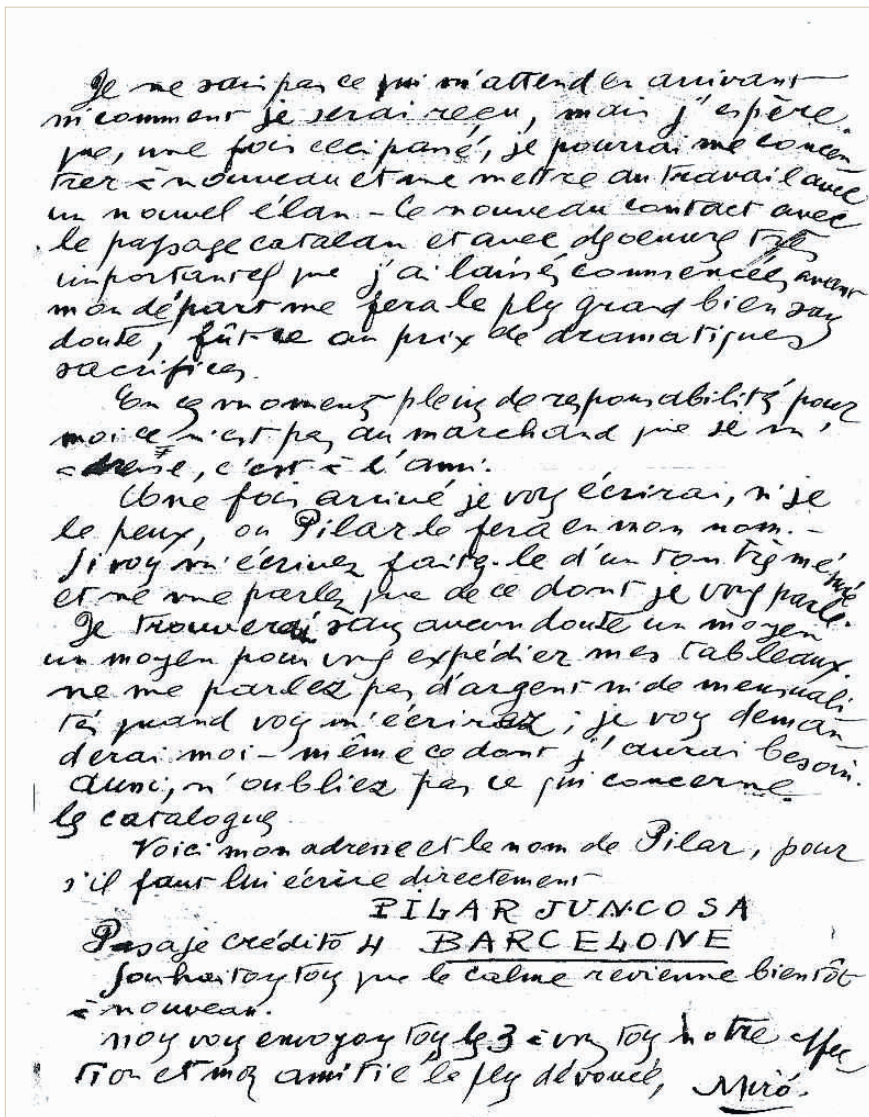 Je ne sais pas ce qui m'attend en arrivant
ni comment je serai reçu, mais j'espère
que, une fois ceci passé, je pourrai me concen
trer à nouveau et me mettre au travail avec
un nouvel élan – le nouveau contact avec
le paysage catalan et avec des oeuvres très
importantes que j'ai laissées commencées avant
mon départ me fera le plus grand bien sans
doute, fût-ce au prix de dramatiques
sacrifices.
En ces moments pleins de responsabilités pour
moi ce n'est pas au marchand que je m'
adresse, c'est à l'ami.
Une fois arrivé je vous écrirai, si je
le peux, ou Pilar le fera en mon nom. –
Si vous m'écrivez faites-le d'un ton très mesuré
et ne me parlez que de ce dont je vous parle.
Je trouverai sans aucun doute un moyen
un moyen pour vous expédier mes tableaux.
ne me parlez pas d'argent ni de mensuali
tés quand vous m'écrirez ; je vous deman
derai moi-même ce dont j'aurai besoin.
Aussi, n'oubliez pas ce qui concerne
les catalogues
Voici mon adresse et le nom de Pilar, pour
s'il faut lui écrire directement
PILAR JUNCOSA
Pasaje crédito 4 BARCELONE
Souhaitons tous que le calme revienne bientôt
à nouveau.
nous vous envoyons tous les 3 à vous tous notre affec
tion et mon amitié la plus dévouée,
Miró.